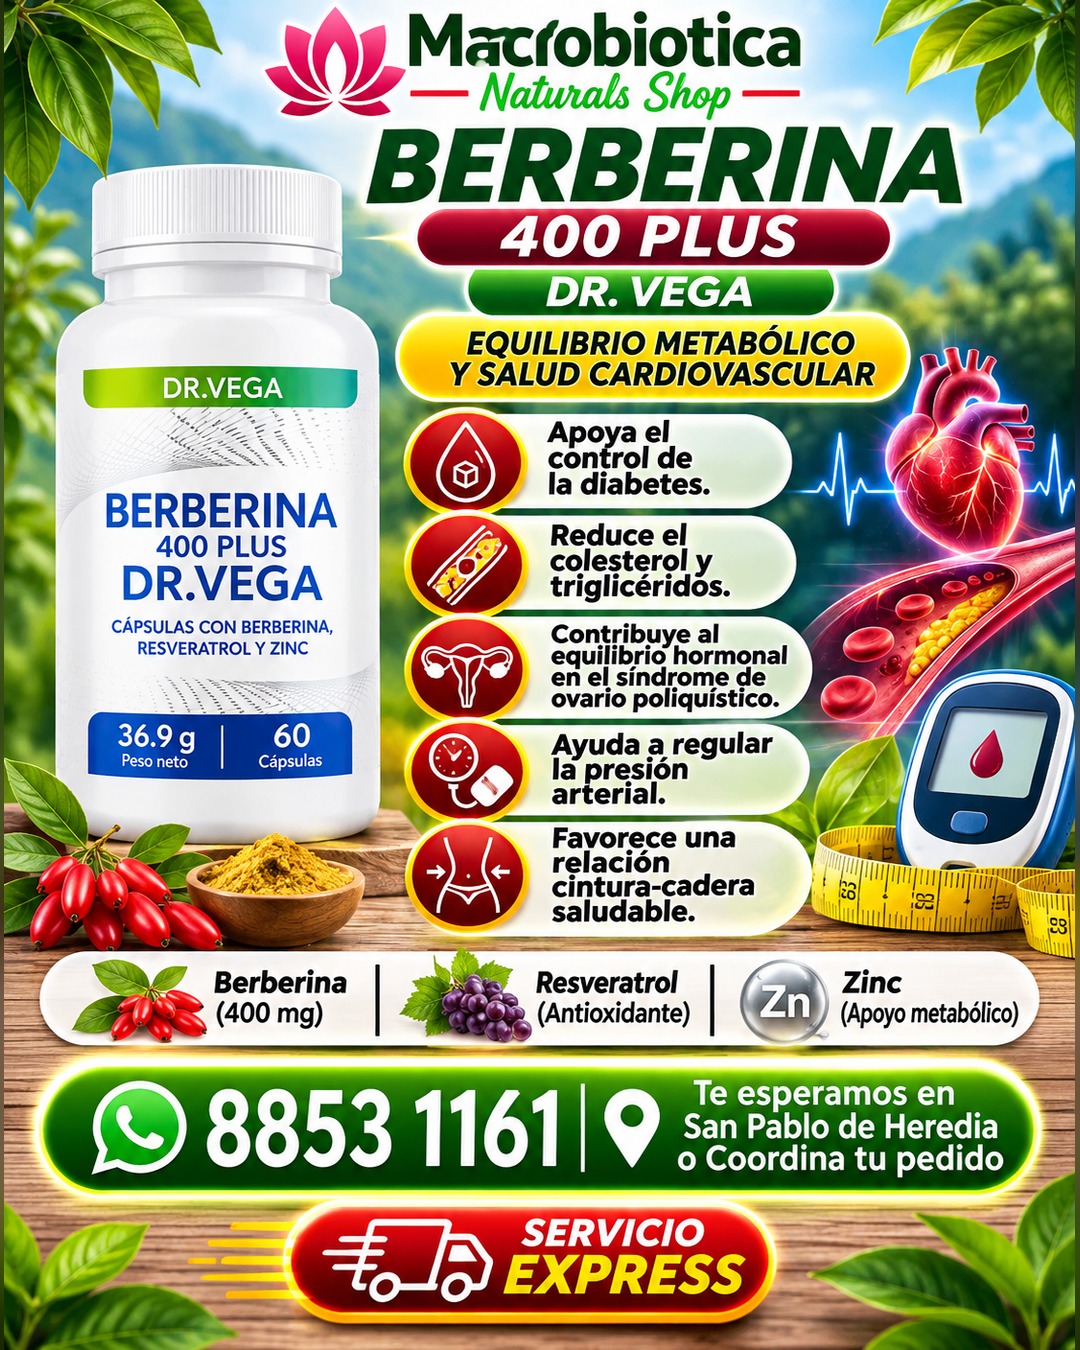 Macrobiotica
Naturals Shop
BERBERINA
400 PLUS
DR. VEGA
EQUILIBRIO METABÓLICO
Y SALUD CARDIOVASCULAR
DR.VEGA
BERBERINA
400 PLUS
DR.VEGA
CÁPSULAS CON BERBERINA,
RESVERATROL Y ZINC
36.9 g
Peso neto
60
Cápsulas
Apoya el
control de
la diabetes.
Reduce el
colesterol y
triglicéridos.
Contribuye al
equilibrio hormonal
en el síndrome de
ovario poliquístico.
Ayuda a regular
la presión
arterial.
Favorece una
relación
cintura-cadera
saludable.
Berberina
(400 mg)
Resveratrol
(Antioxidante)
Zn
Zinc
(Apoyo metabólico)
8853 1161
Te esperamos en
San Pablo de Heredia
o Coordina tu pedido
SERVICIO
EXPRESS